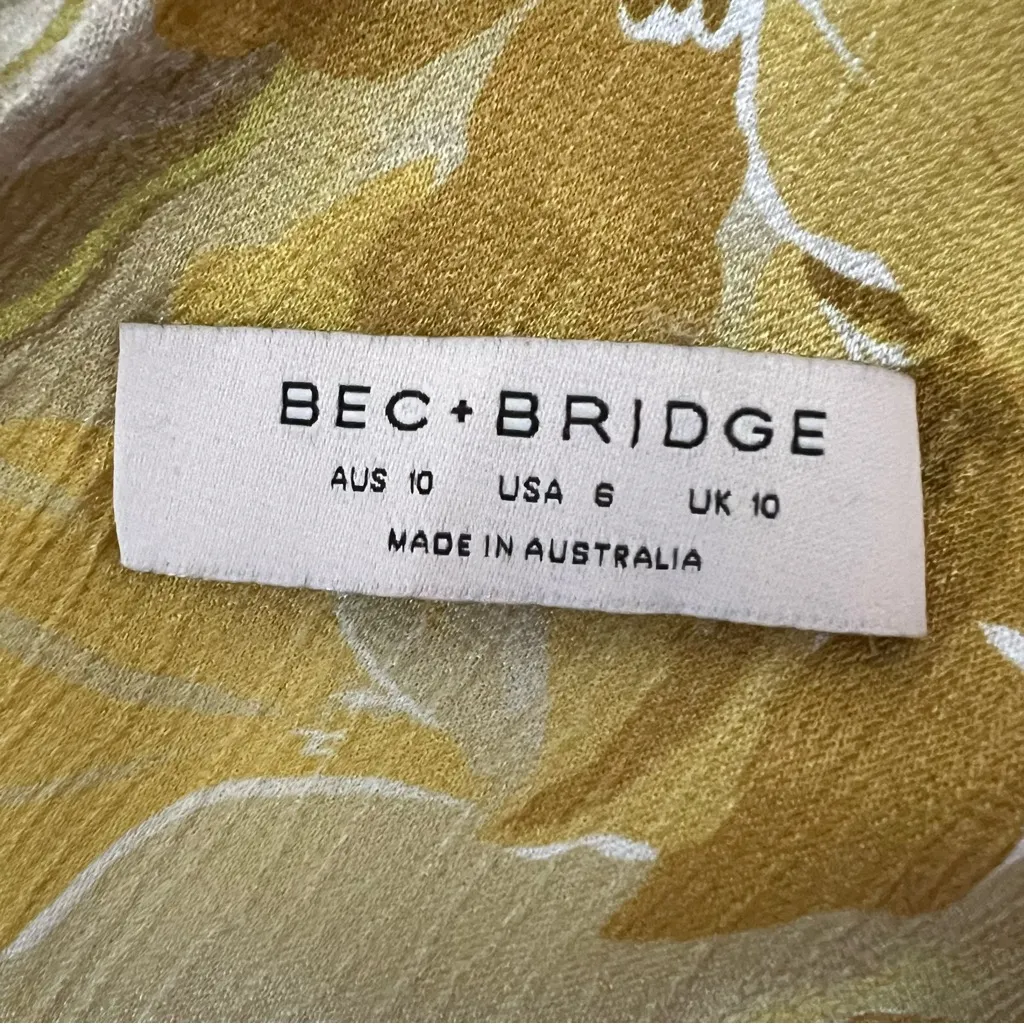 BEC+BRIDGE
AUS 10 USA 6 UK 10
MADE IN AUSTRALIA